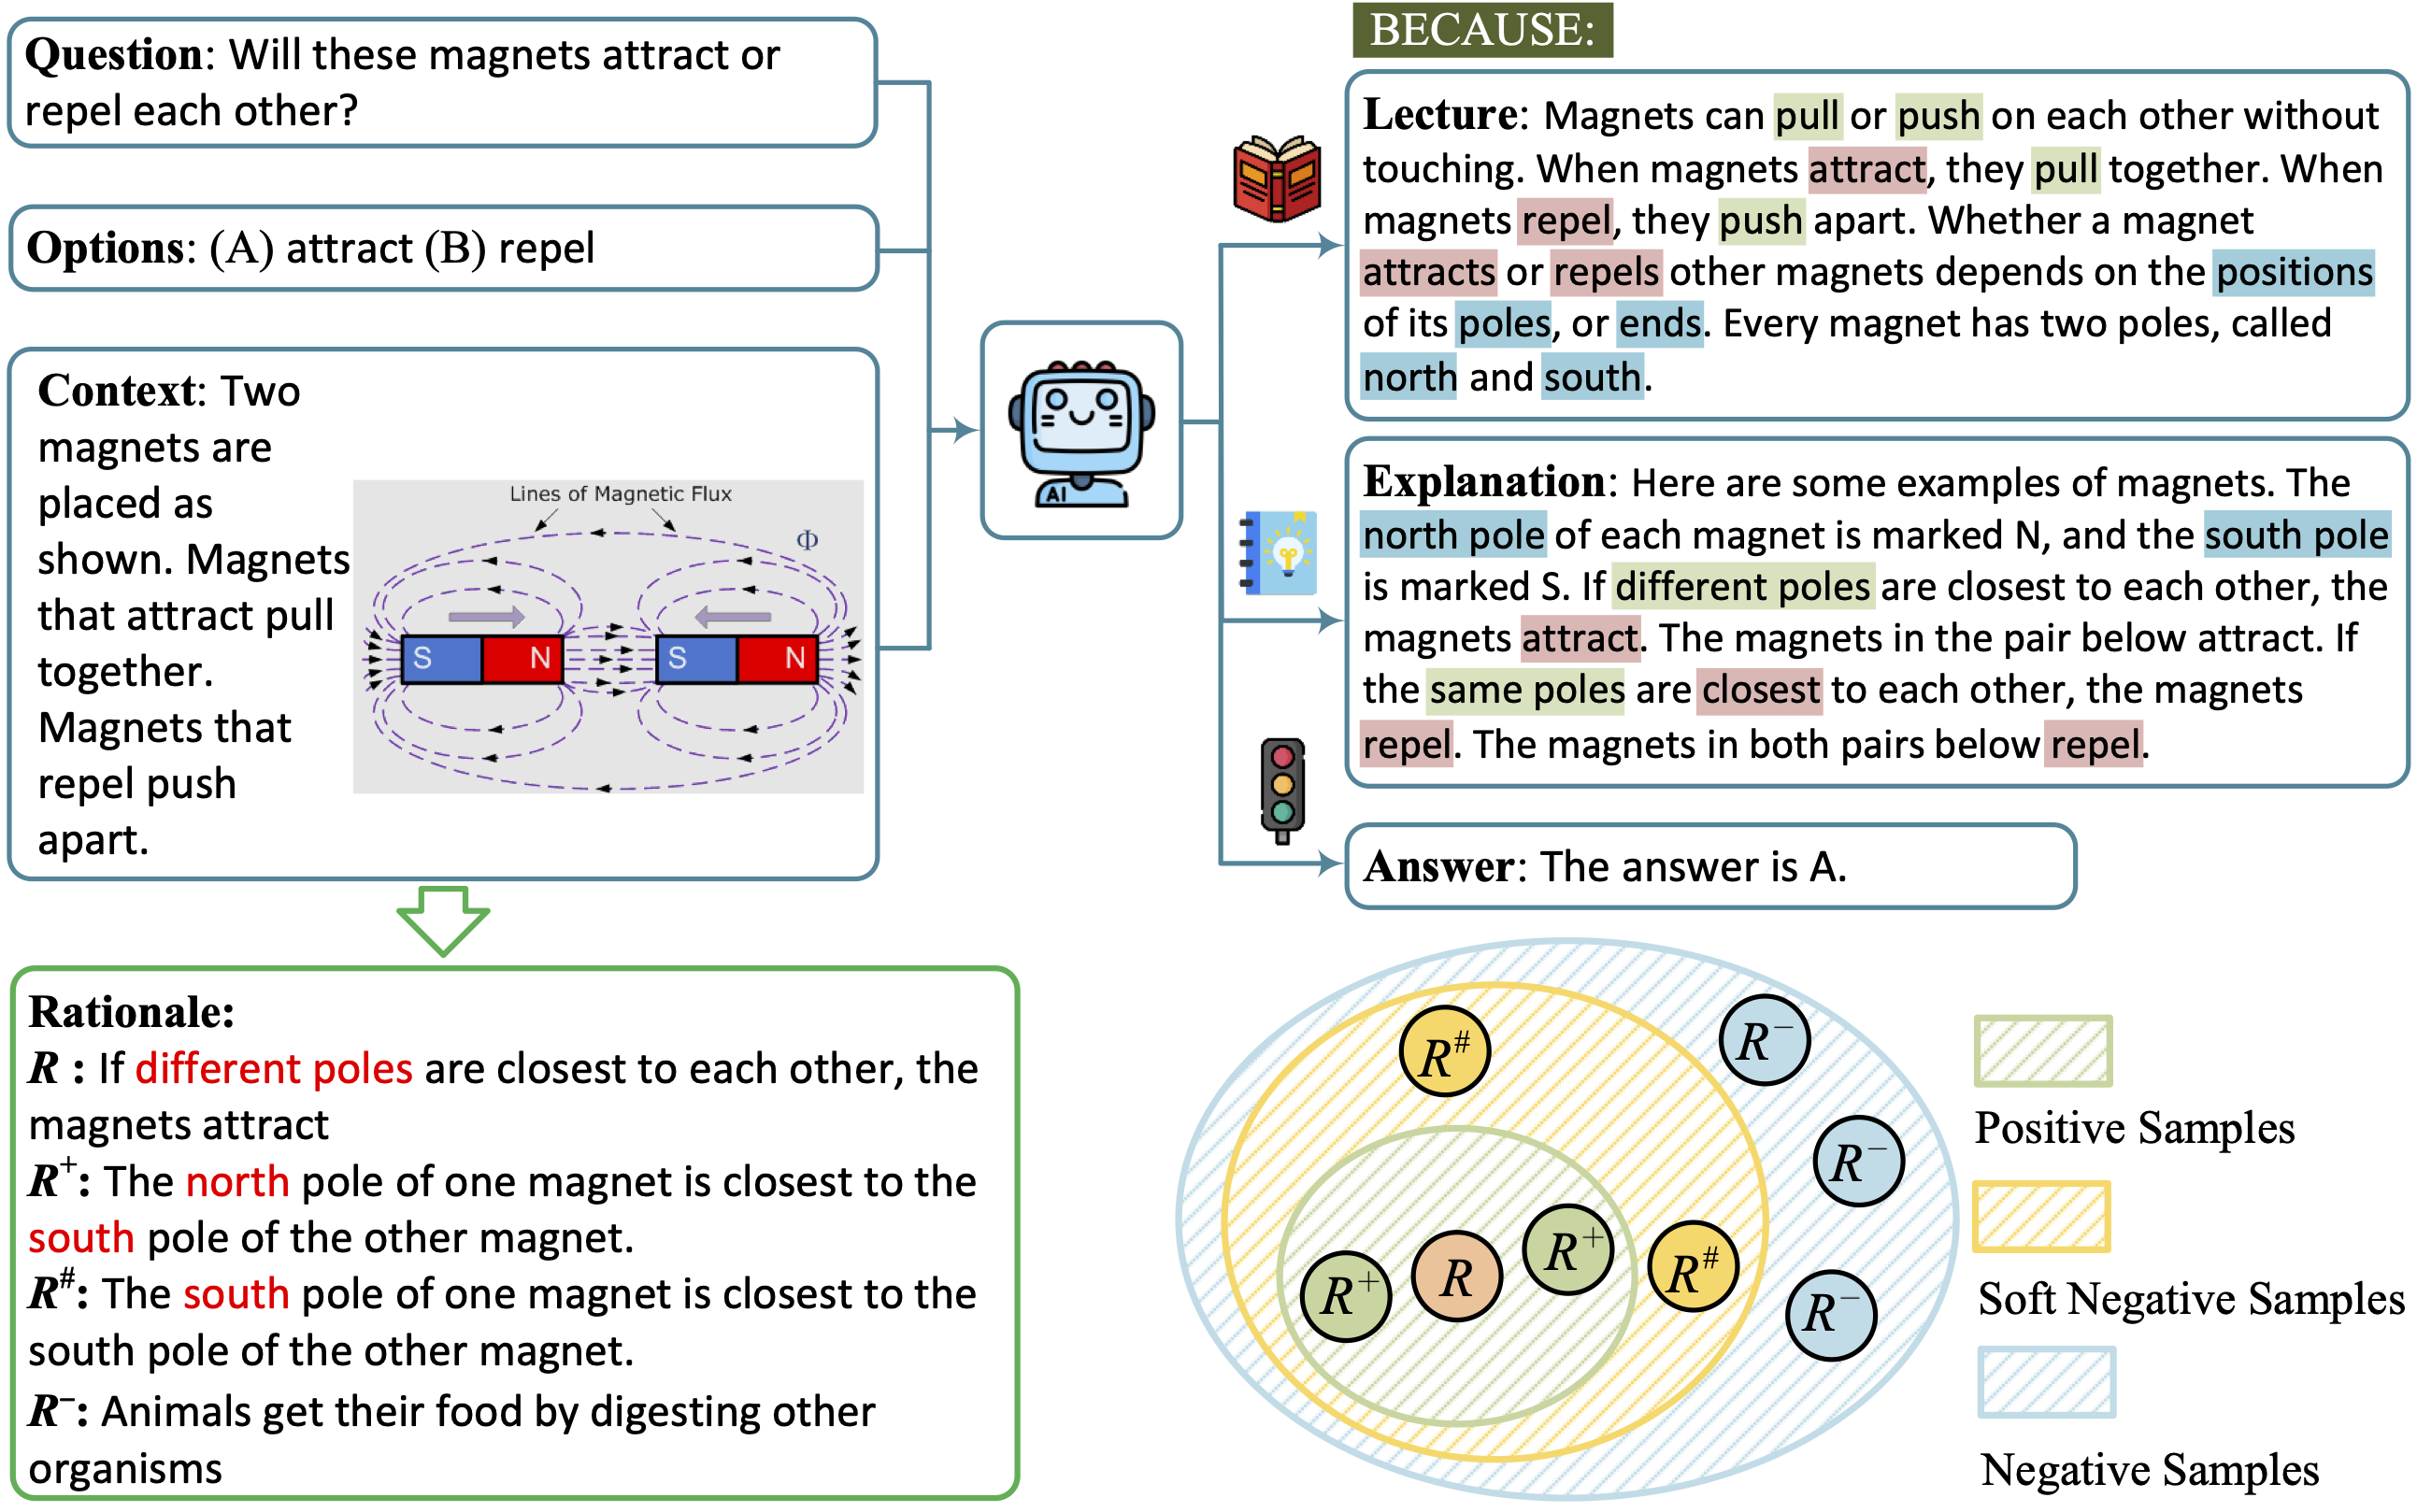 Question: Will these magnets attract or
repel each other?
Options: (A) attract (B) repel
Context: Two
magnets are
placed as
shown. Magnets
that attract pull
together.
Magnets that
repel push
apart.
Lines of Magnetic Flux
Φ
S N S N
AI
BECAUSE:
Lecture: Magnets can pull or push on each other without
touching. When magnets attract, they pull together. When
magnets repel, they push apart. Whether a magnet
attracts or repels other magnets depends on the positions
of its poles, or ends. Every magnet has two poles, called
north and south.
Explanation: Here are some examples of magnets. The
north pole of each magnet is marked N, and the south pole
is marked S. If different poles are closest to each other, the
magnets attract. The magnets in the pair below attract. If
the same poles are closest to each other, the magnets
repel. The magnets in both pairs below repel.
Answer: The answer is A.
Rationale:
R : If different poles are closest to each other, the
magnets attract
R⁺: The north pole of one magnet is closest to the
south pole of the other magnet.
R#: The south pole of one magnet is closest to the
south pole of the other magnet.
R⁻: Animals get their food by digesting other
organisms
R#
R⁻
R⁻
R⁺
R
R⁺
R#
R⁻
Positive Samples
Soft Negative Samples
Negative Samples